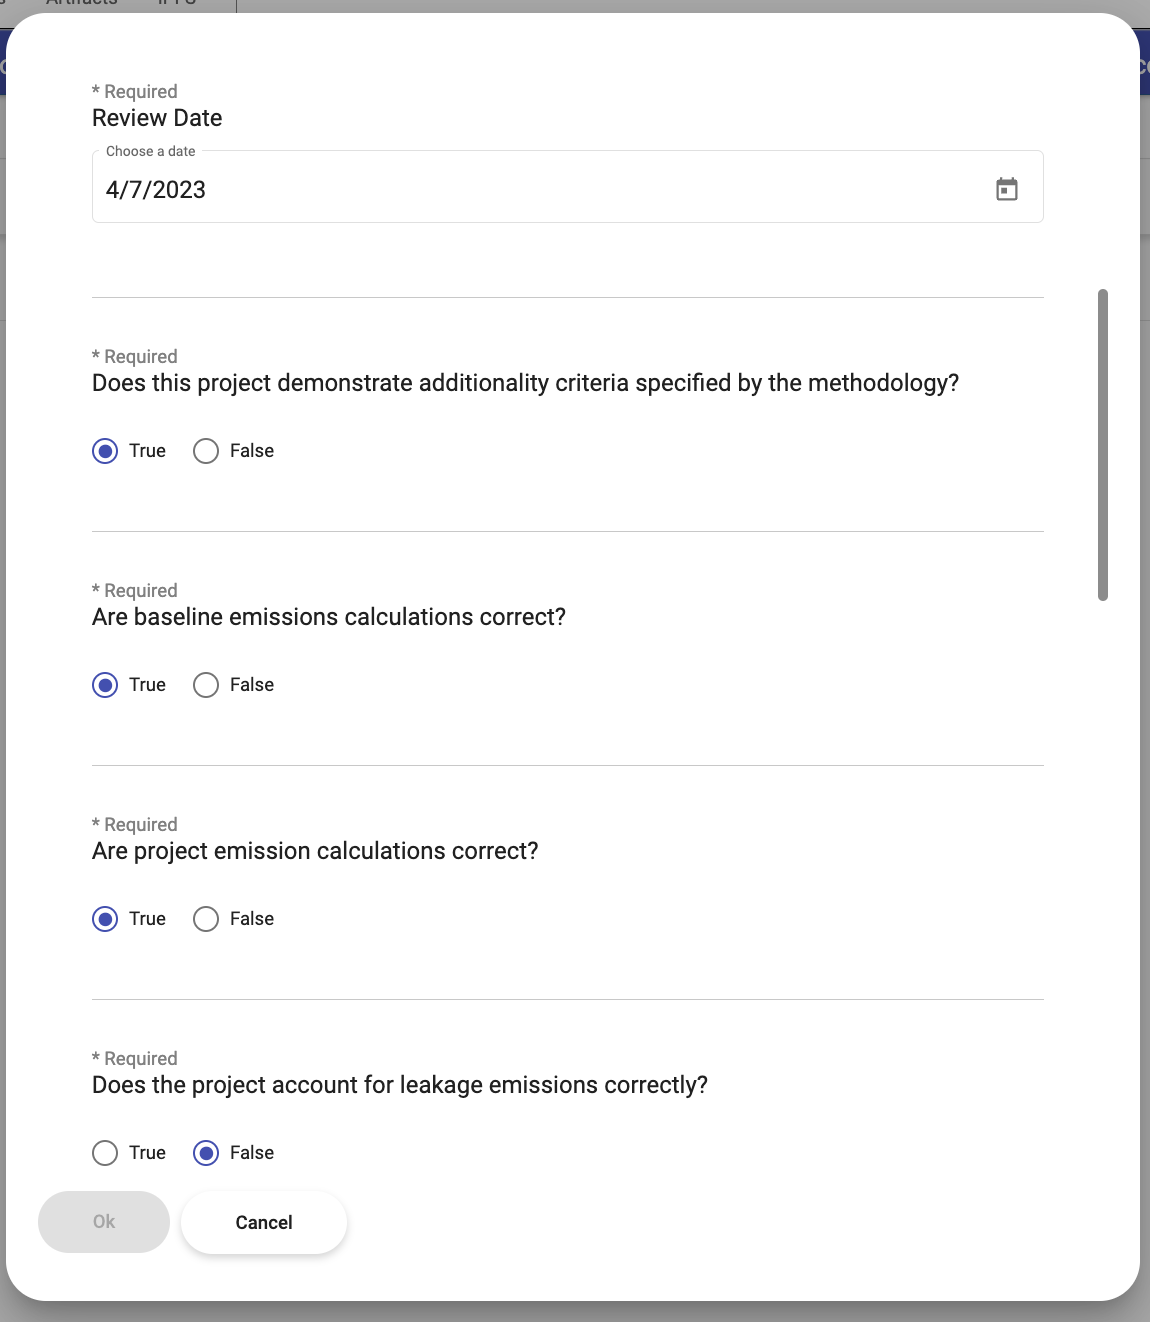 Artifacts IPFS
* Required
Review Date
Choose a date
4/7/2023
* Required
Does this project demonstrate additionality criteria specified by the methodology?
True False
* Required
Are baseline emissions calculations correct?
True False
* Required
Are project emission calculations correct?
True False
* Required
Does the project account for leakage emissions correctly?
True False
Ok Cancel